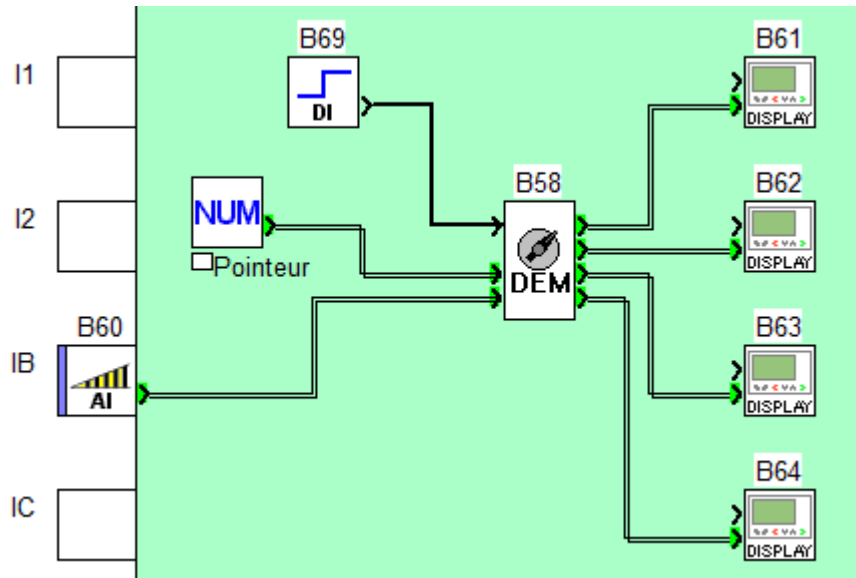 I1
B69
DI
B61
DISPLAY
I2
NUM
Pointeur
B58
DEM
B62
DISPLAY
IB
B60
AI
B63
DISPLAY
IC
B64
DISPLAY